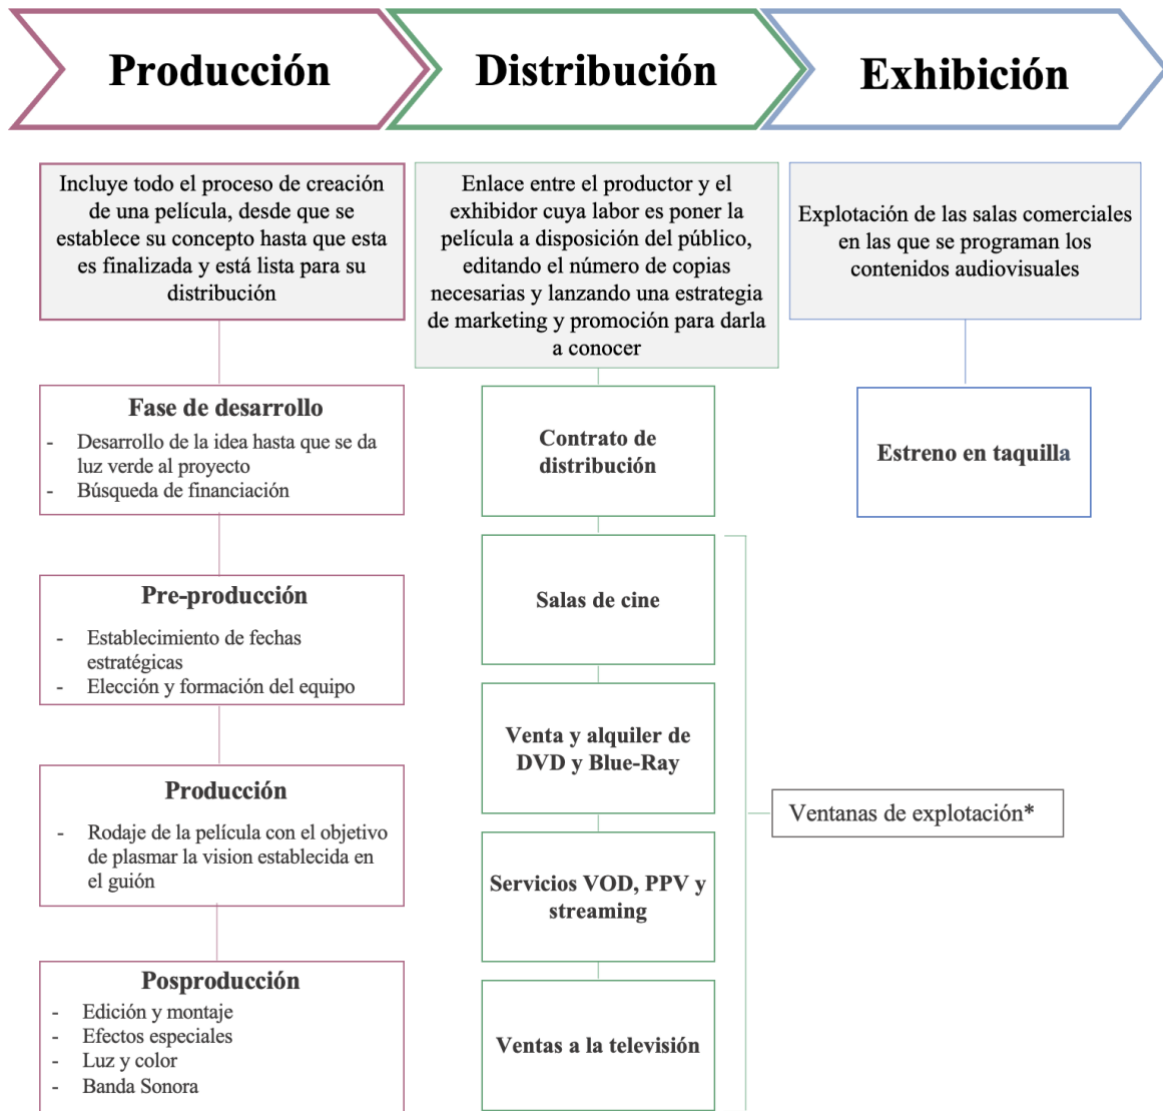 Producción
Distribución
Exhibición
Incluye todo el proceso de creación
de una película, desde que se
establece su concepto hasta que esta
es finalizada y está lista para su
distribución
Fase de desarrollo
- Desarrollo de la idea hasta que se da
luz verde al proyecto
- Búsqueda de financiación
Pre-producción
- Establecimiento de fechas
estratégicas
- Elección y formación del equipo
Producción
- Rodaje de la película con el objetivo
de plasmar la vision establecida en
el guión
Posproducción
- Edición y montaje
- Efectos especiales
- Luz y color
- Banda Sonora
Enlace entre el productor y el
exhibidor cuya labor es poner la
película a disposición del público,
editando el número de copias
necesarias y lanzando una estrategia
de marketing y promoción para darla
a conocer
Contrato de
distribución
Salas de cine
Venta y alquiler de
DVD y Blue-Ray
Servicios VOD, PPV y
streaming
Ventas a la televisión
Ventanas de explotación*
Explotación de las salas comerciales
en las que se programan los
contenidos audiovisuales
Estreno en taquilla